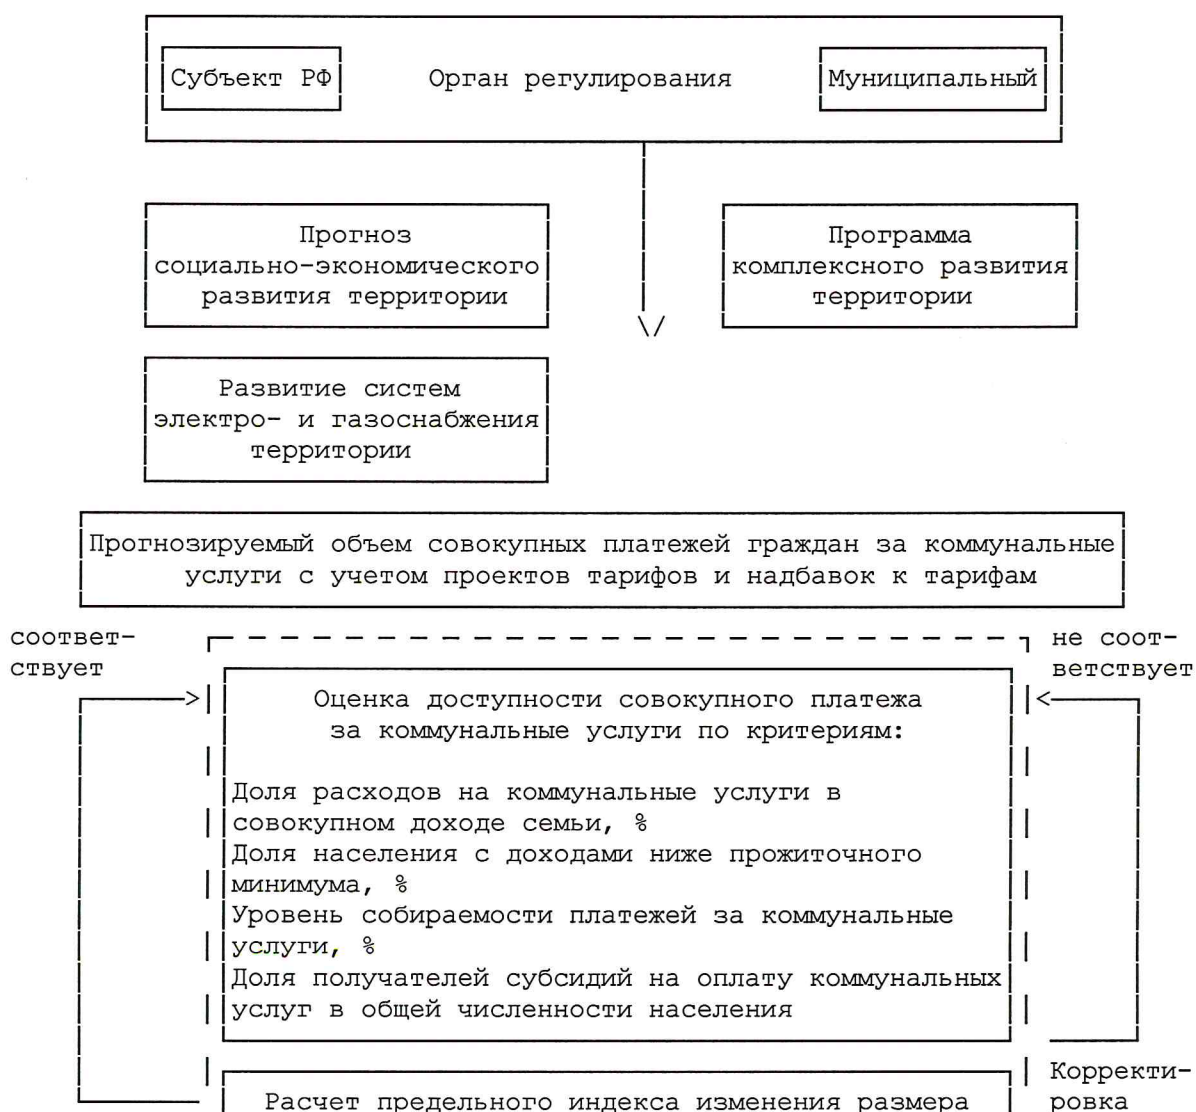 Субъект РФ Орган регулирования Муниципальный
Прогноз
социально-экономического
развития территории
Программа
комплексного развития
территории
Развитие систем
электро- и газоснабжения
территории
Прогнозируемый объем совокупных платежей граждан за коммунальные
услуги с учетом проектов тарифов и надбавок к тарифам
соответ-
ствует
не соот-
ветствует
Оценка доступности совокупного платежа
за коммунальные услуги по критериям:
Доля расходов на коммунальные услуги в
совокупном доходе семьи, %
Доля населения с доходами ниже прожиточного
минимума, %
Уровень собираемости платежей за коммунальные
услуги, %
Доля получателей субсидий на оплату коммунальных
услуг в общей численности населения
Корректи-
ровка
Расчет предельного индекса изменения размера